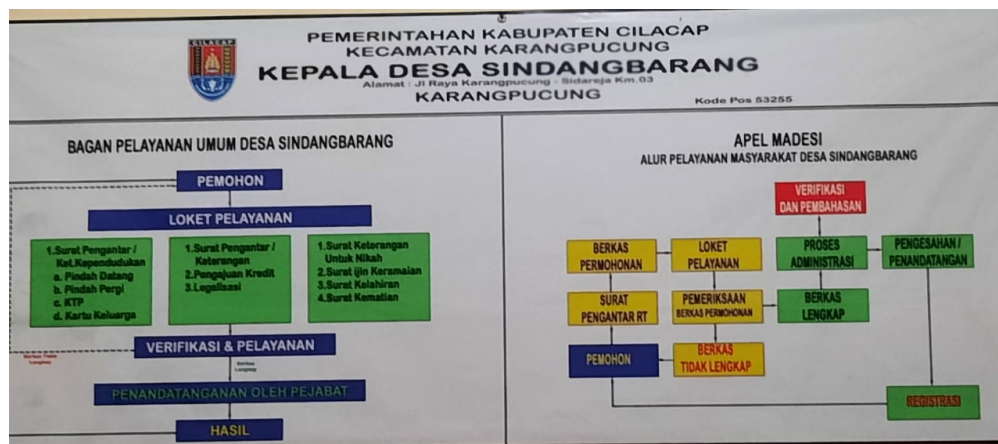 CILACAP
PEMERINTAHAN KABUPATEN CILACAP
KECAMATAN KARANGPUCUNG
KEPALA DESA SINDANGBARANG
Alamat : Jl Raya Karangpucung - Sidareja Km.03
KARANGPUCUNG
Kode Pos 53255
BAGAN PELAYANAN UMUM DESA SINDANGBARANG
PEMOHON
LOKET PELAYANAN
1.Surat Pengantar /
Ket.Kependudukan
a. Pindah Datang
b. Pindah Pergi
c. KTP
d. Kartu Keluarga
1.Surat Pengantar /
Keterangan
2.Pengajuan Kredit
3.Legalisasi
1.Surat Keterangan
Untuk Nikah
2.Surat ijin Keramaian
3.Surat Kelahiran
4.Surat Kematian
VERIFIKASI & PELAYANAN
Berkas Tidak
Lengkap
Berkas
Lengkap
PENANDATANGANAN OLEH PEJABAT
HASIL
APEL MADESI
ALUR PELAYANAN MASYARAKAT DESA SINDANGBARANG
VERIFIKASI
DAN PEMBAHASAN
BERKAS
PERMOHONAN
LOKET
PELAYANAN
PROSES
ADMINISTRASI
PENGESAHAN /
PENANDATANGAN
SURAT
PENGANTAR RT
PEMERIKSAAN
BERKAS PERMOHONAN
BERKAS
LENGKAP
PEMOHON
BERKAS
TIDAK LENGKAP
REGISTRASI